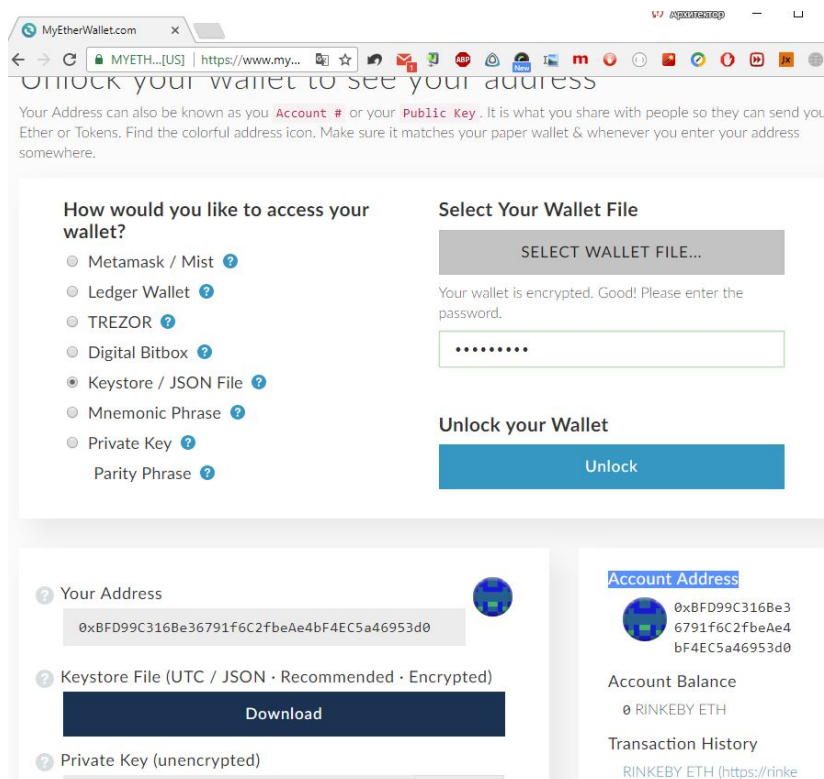 Архитектор
MyEtherWallet.com
MYETH...[US] | https://www.my...
1
ABP
New
m
Jx
Unlock your wallet to see your address
Your Address can also be known as you Account # or your Public Key. It is what you share with people so they can send you
Ether or Tokens. Find the colorful address icon. Make sure it matches your paper wallet & whenever you enter your address
somewhere.
How would you like to access your
wallet?
Metamask / Mist ?
Ledger Wallet ?
TREZOR ?
Digital Bitbox ?
Keystore / JSON File ?
Mnemonic Phrase ?
Private Key ?
Parity Phrase ?
Select Your Wallet File
SELECT WALLET FILE...
Your wallet is encrypted. Good! Please enter the
password.
•••••••••
Unlock your Wallet
Unlock
? Your Address
0xBFD99C316Be36791f6C2fbeAe4bF4EC5a46953d0
? Keystore File (UTC / JSON · Recommended · Encrypted)
Download
? Private Key (unencrypted)
Account Address
0xBFD99C316Be3
6791f6C2fbeAe4
bF4EC5a46953d0
Account Balance
0 RINKEBY ETH
Transaction History
RINKEBY ETH (https://rinke